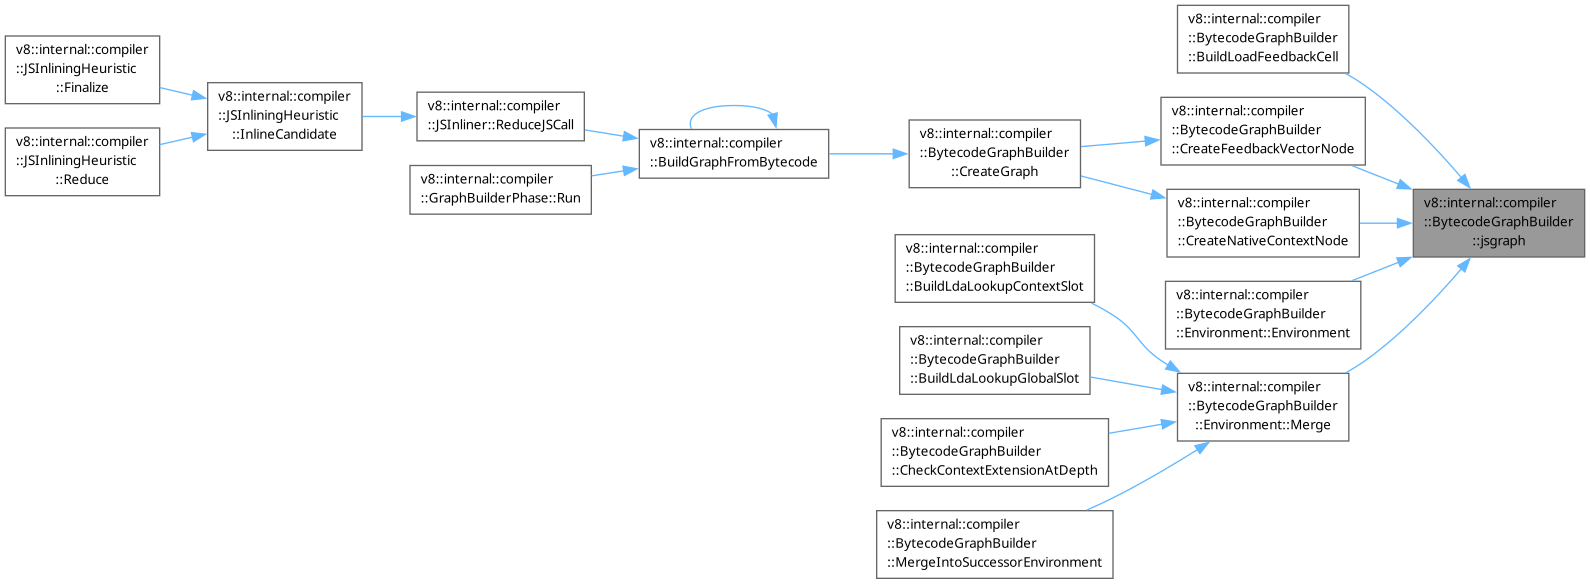 v8::internal::compiler
::JSInliningHeuristic
::Finalize
v8::internal::compiler
::JSInliningHeuristic
::Reduce
v8::internal::compiler
::JSInliningHeuristic
::InlineCandidate
v8::internal::compiler
::JSInliner::ReduceJSCall
v8::internal::compiler
::GraphBuilderPhase::Run
v8::internal::compiler
::BuildGraphFromBytecode
v8::internal::compiler
::BytecodeGraphBuilder
::CreateGraph
v8::internal::compiler
::BytecodeGraphBuilder
::BuildLdaLookupContextSlot
v8::internal::compiler
::BytecodeGraphBuilder
::BuildLdaLookupGlobalSlot
v8::internal::compiler
::BytecodeGraphBuilder
::CheckContextExtensionAtDepth
v8::internal::compiler
::BytecodeGraphBuilder
::MergeIntoSuccessorEnvironment
v8::internal::compiler
::BytecodeGraphBuilder
::BuildLoadFeedbackCell
v8::internal::compiler
::BytecodeGraphBuilder
::CreateFeedbackVectorNode
v8::internal::compiler
::BytecodeGraphBuilder
::CreateNativeContextNode
v8::internal::compiler
::BytecodeGraphBuilder
::Environment::Environment
v8::internal::compiler
::BytecodeGraphBuilder
::Environment::Merge
v8::internal::compiler
::BytecodeGraphBuilder
::jsgraph